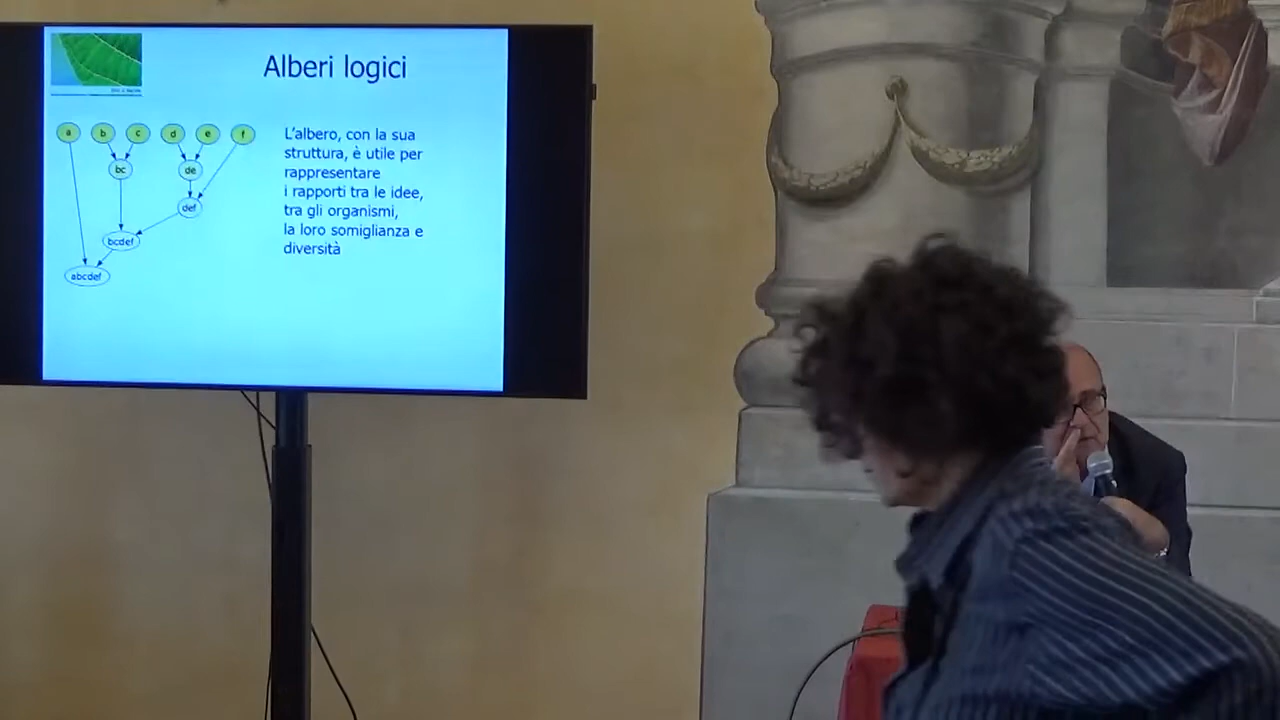 Alberi logici
a b c d e f
bc de
def
bcdef
abcdef
L'albero, con la sua
struttura, è utile per
rappresentare
i rapporti tra le idee,
tra gli organismi,
la loro somiglianza e
diversità